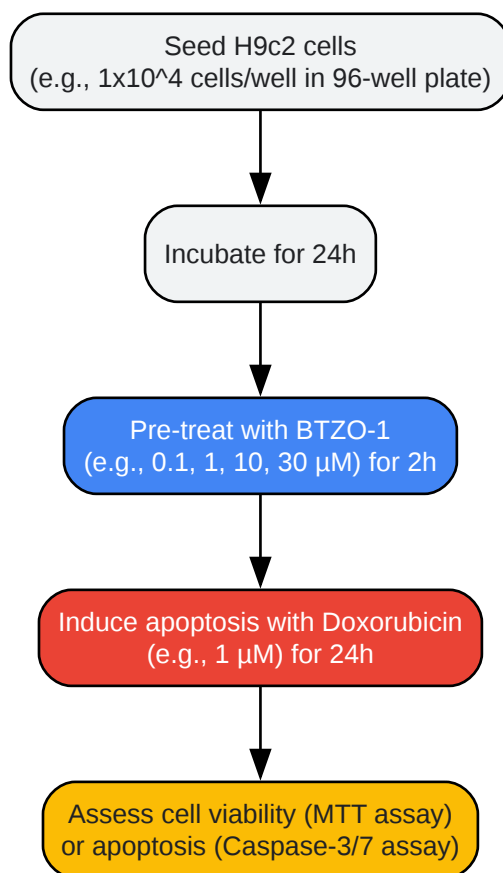 Seed H9c2 cells
(e.g., 1x10^4 cells/well in 96-well plate)
Incubate for 24h
Pre-treat with BTZO-1
(e.g., 0.1, 1, 10, 30 µM) for 2h
Induce apoptosis with Doxorubicin
(e.g., 1 µM) for 24h
Assess cell viability (MTT assay)
or apoptosis (Caspase-3/7 assay)